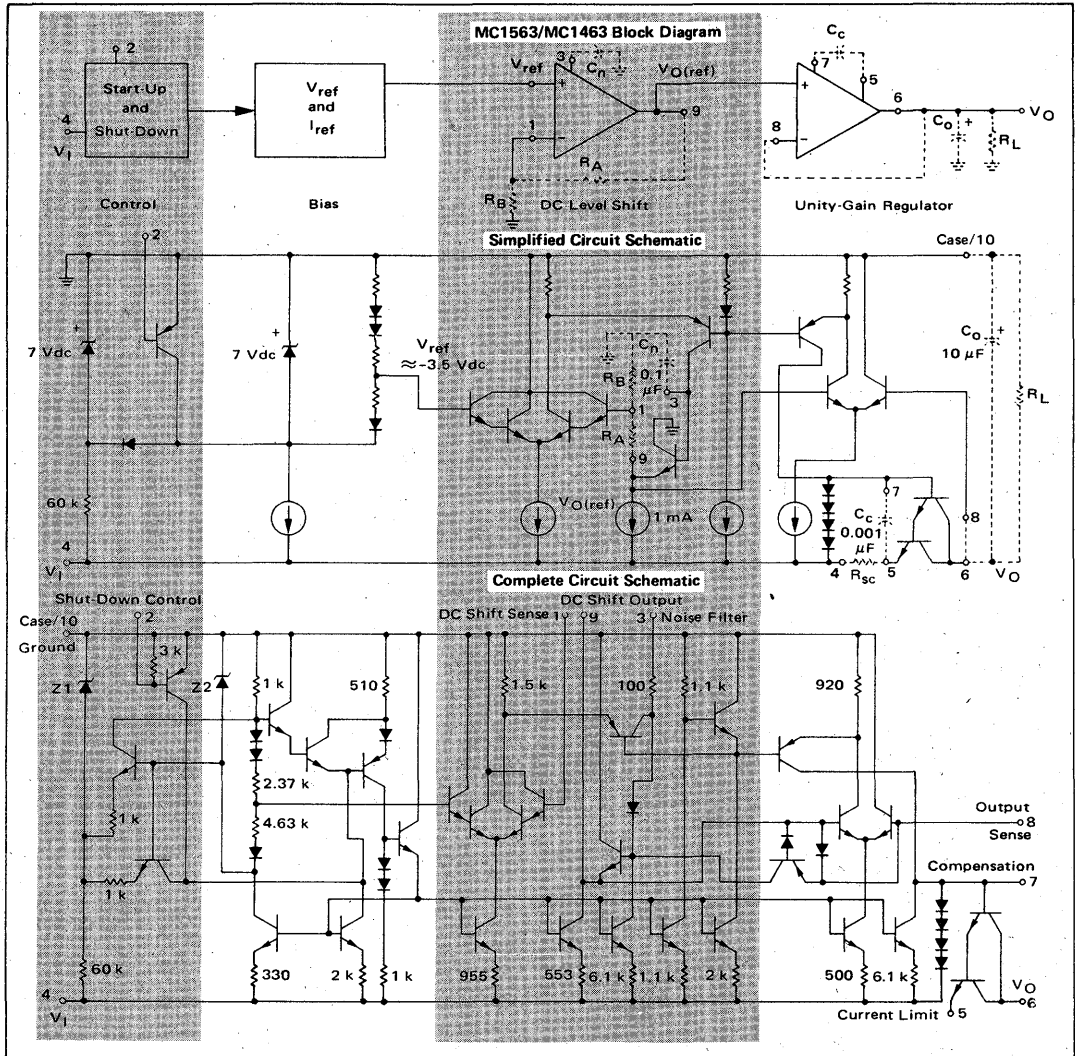 MC1563/MC1463 Block Diagram
2
Start-Up
and
Shut-Down
4
VI
Vref
and
Iref
Vref
3
Cn
+
VO(ref)
1
–
9
RA
RB
Cc
7
5
+
6
8
–
Co
+
RL
VO
Control
Bias
DC Level Shift
Unity-Gain Regulator
Simplified Circuit Schematic
2
Case/10
+
7 Vdc
+
7 Vdc
Vref
≈ -3.5 Vdc
Cn
RB
0.1
µF
3
1
RA
9
Co
10 µF
+
RL
60 k
VO(ref)
1 mA
7
Cc
0.001
µF
8
4
VI
4
Rsc
5
6
VO
Complete Circuit Schematic
Shut-Down Control
2
Case/10
Ground
DC Shift Output
DC Shift Sense 1
9
3 Noise Filter
3 k
Z1
Z2
1 k
510
1.5 k
100
1.1 k
920
2.37 k
4.63 k
1 k
1 k
Output
8
Sense
Compensation
7
60 k
330
2 k
1 k
955
553
6.1 k
1.1 k
2 k
500
6.1 k
4
VI
VO
6
Current Limit
5